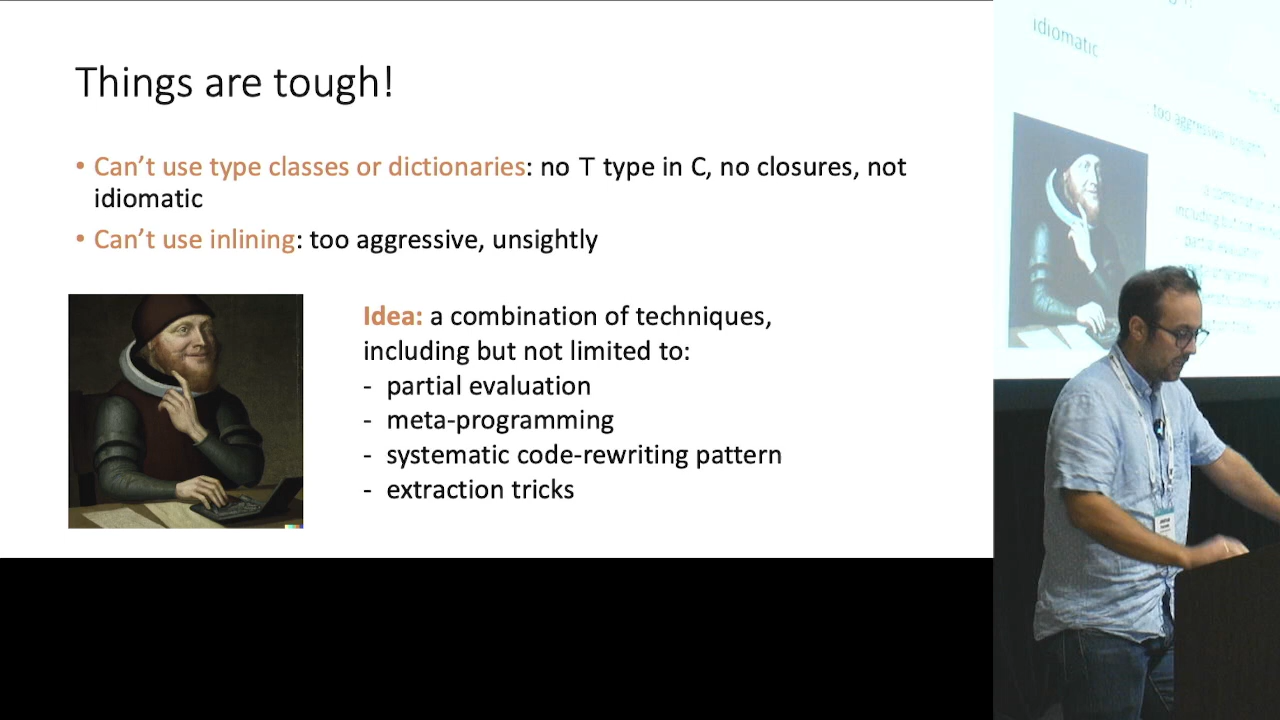 Things are tough!
• Can't use type classes or dictionaries: no T type in C, no closures, not
idiomatic
• Can't use inlining: too aggressive, unsightly
Idea: a combination of techniques,
including but not limited to:
- partial evaluation
- meta-programming
- systematic code-rewriting pattern
- extraction tricks
idiomatic
too aggressive, unsightly